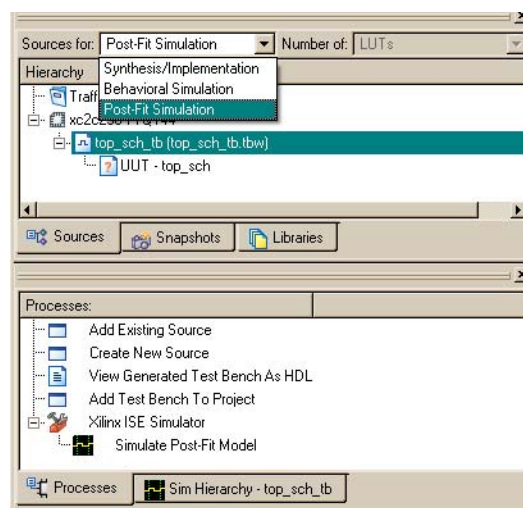 Sources for: Post-Fit Simulation Number of: LUTs
Hierarchy Synthesis/Implementation
Behavioral Simulation
Traff Post-Fit Simulation
top_sch_tb (top_sch_tb.tbw)
UUT - top_sch
Sources Snapshots Libraries
Processes:
Add Existing Source
Create New Source
View Generated Test Bench As HDL
Add Test Bench To Project
Xilinx ISE Simulator
Simulate Post-Fit Model
Processes Sim Hierarchy - top_sch_tb